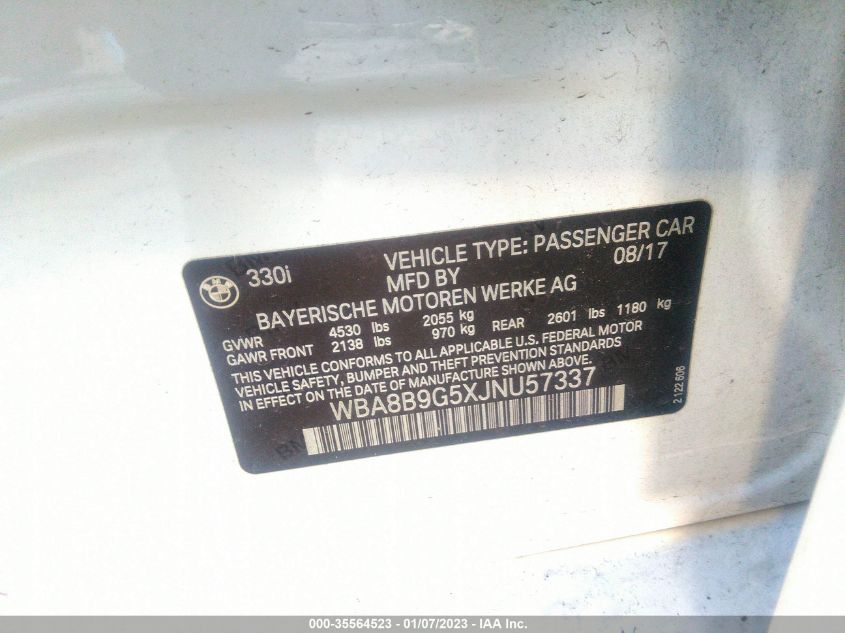 330i VEHICLE TYPE: PASSENGER CAR
MFD BY 08/17
BAYERISCHE MOTOREN WERKE AG
GVWR 4530 lbs 2055 kg
GAWR FRONT 2138 lbs 970 kg REAR 2601 lbs 1180 kg
THIS VEHICLE CONFORMS TO ALL APPLICABLE U.S. FEDERAL MOTOR
VEHICLE SAFETY, BUMPER AND THEFT PREVENTION STANDARDS
IN EFFECT ON THE DATE OF MANUFACTURE SHOWN ABOVE.
WBA8B9G5XJNU57337
2 122 606
000-35564523 - 01/07/2023 - IAA Inc.